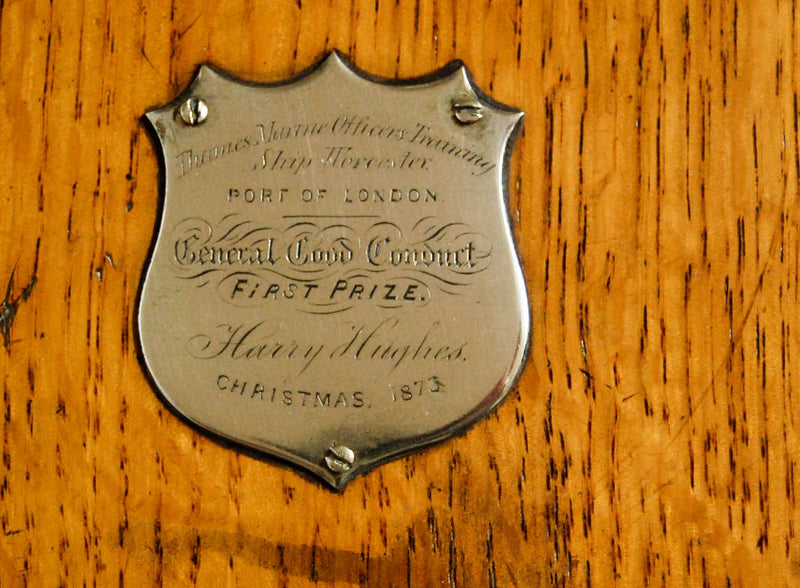 Thames Marine Officers Training
Ship Worcester
PORT OF LONDON.
General Good Conduct
FIRST PRIZE.
Harry Hughes.
CHRISTMAS, 1873